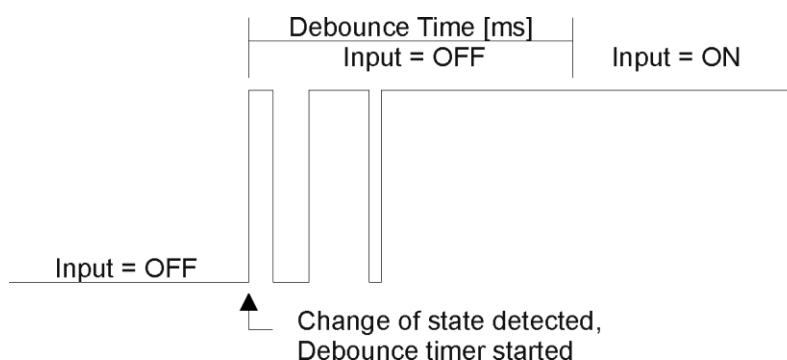 Debounce Time [ms]
Input = OFF
Input = ON
Input = OFF
Change of state detected,
Debounce timer started